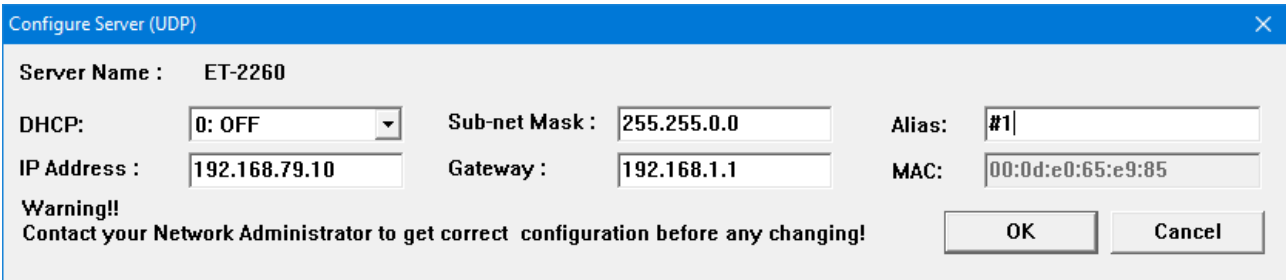 Configure Server (UDP)
Server Name : ET-2260
DHCP: 0: OFF Sub-net Mask : 255.255.0.0 Alias: #1
IP Address : 192.168.79.10 Gateway : 192.168.1.1 MAC: 00:0d:e0:65:e9:85
Warning!!
Contact your Network Administrator to get correct configuration before any changing!
OK Cancel